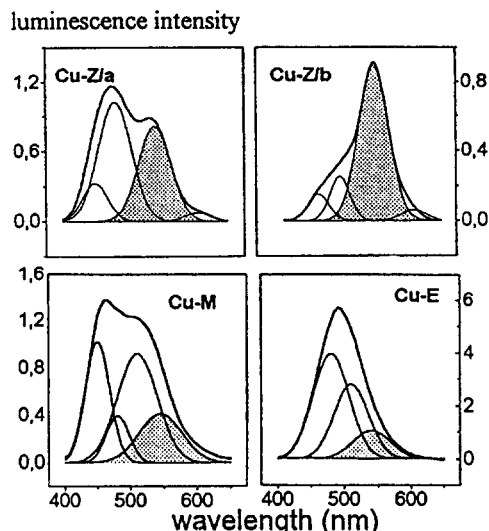 luminescence intensity
Cu-Z/a
1,2
0,6
0,0
Cu-Z/b
0,8
0,4
0,0
Cu-M
1,6
1,2
0,8
0,4
0,0
400 500 600
Cu-E
6
4
2
0
400 500 600
wavelength (nm)